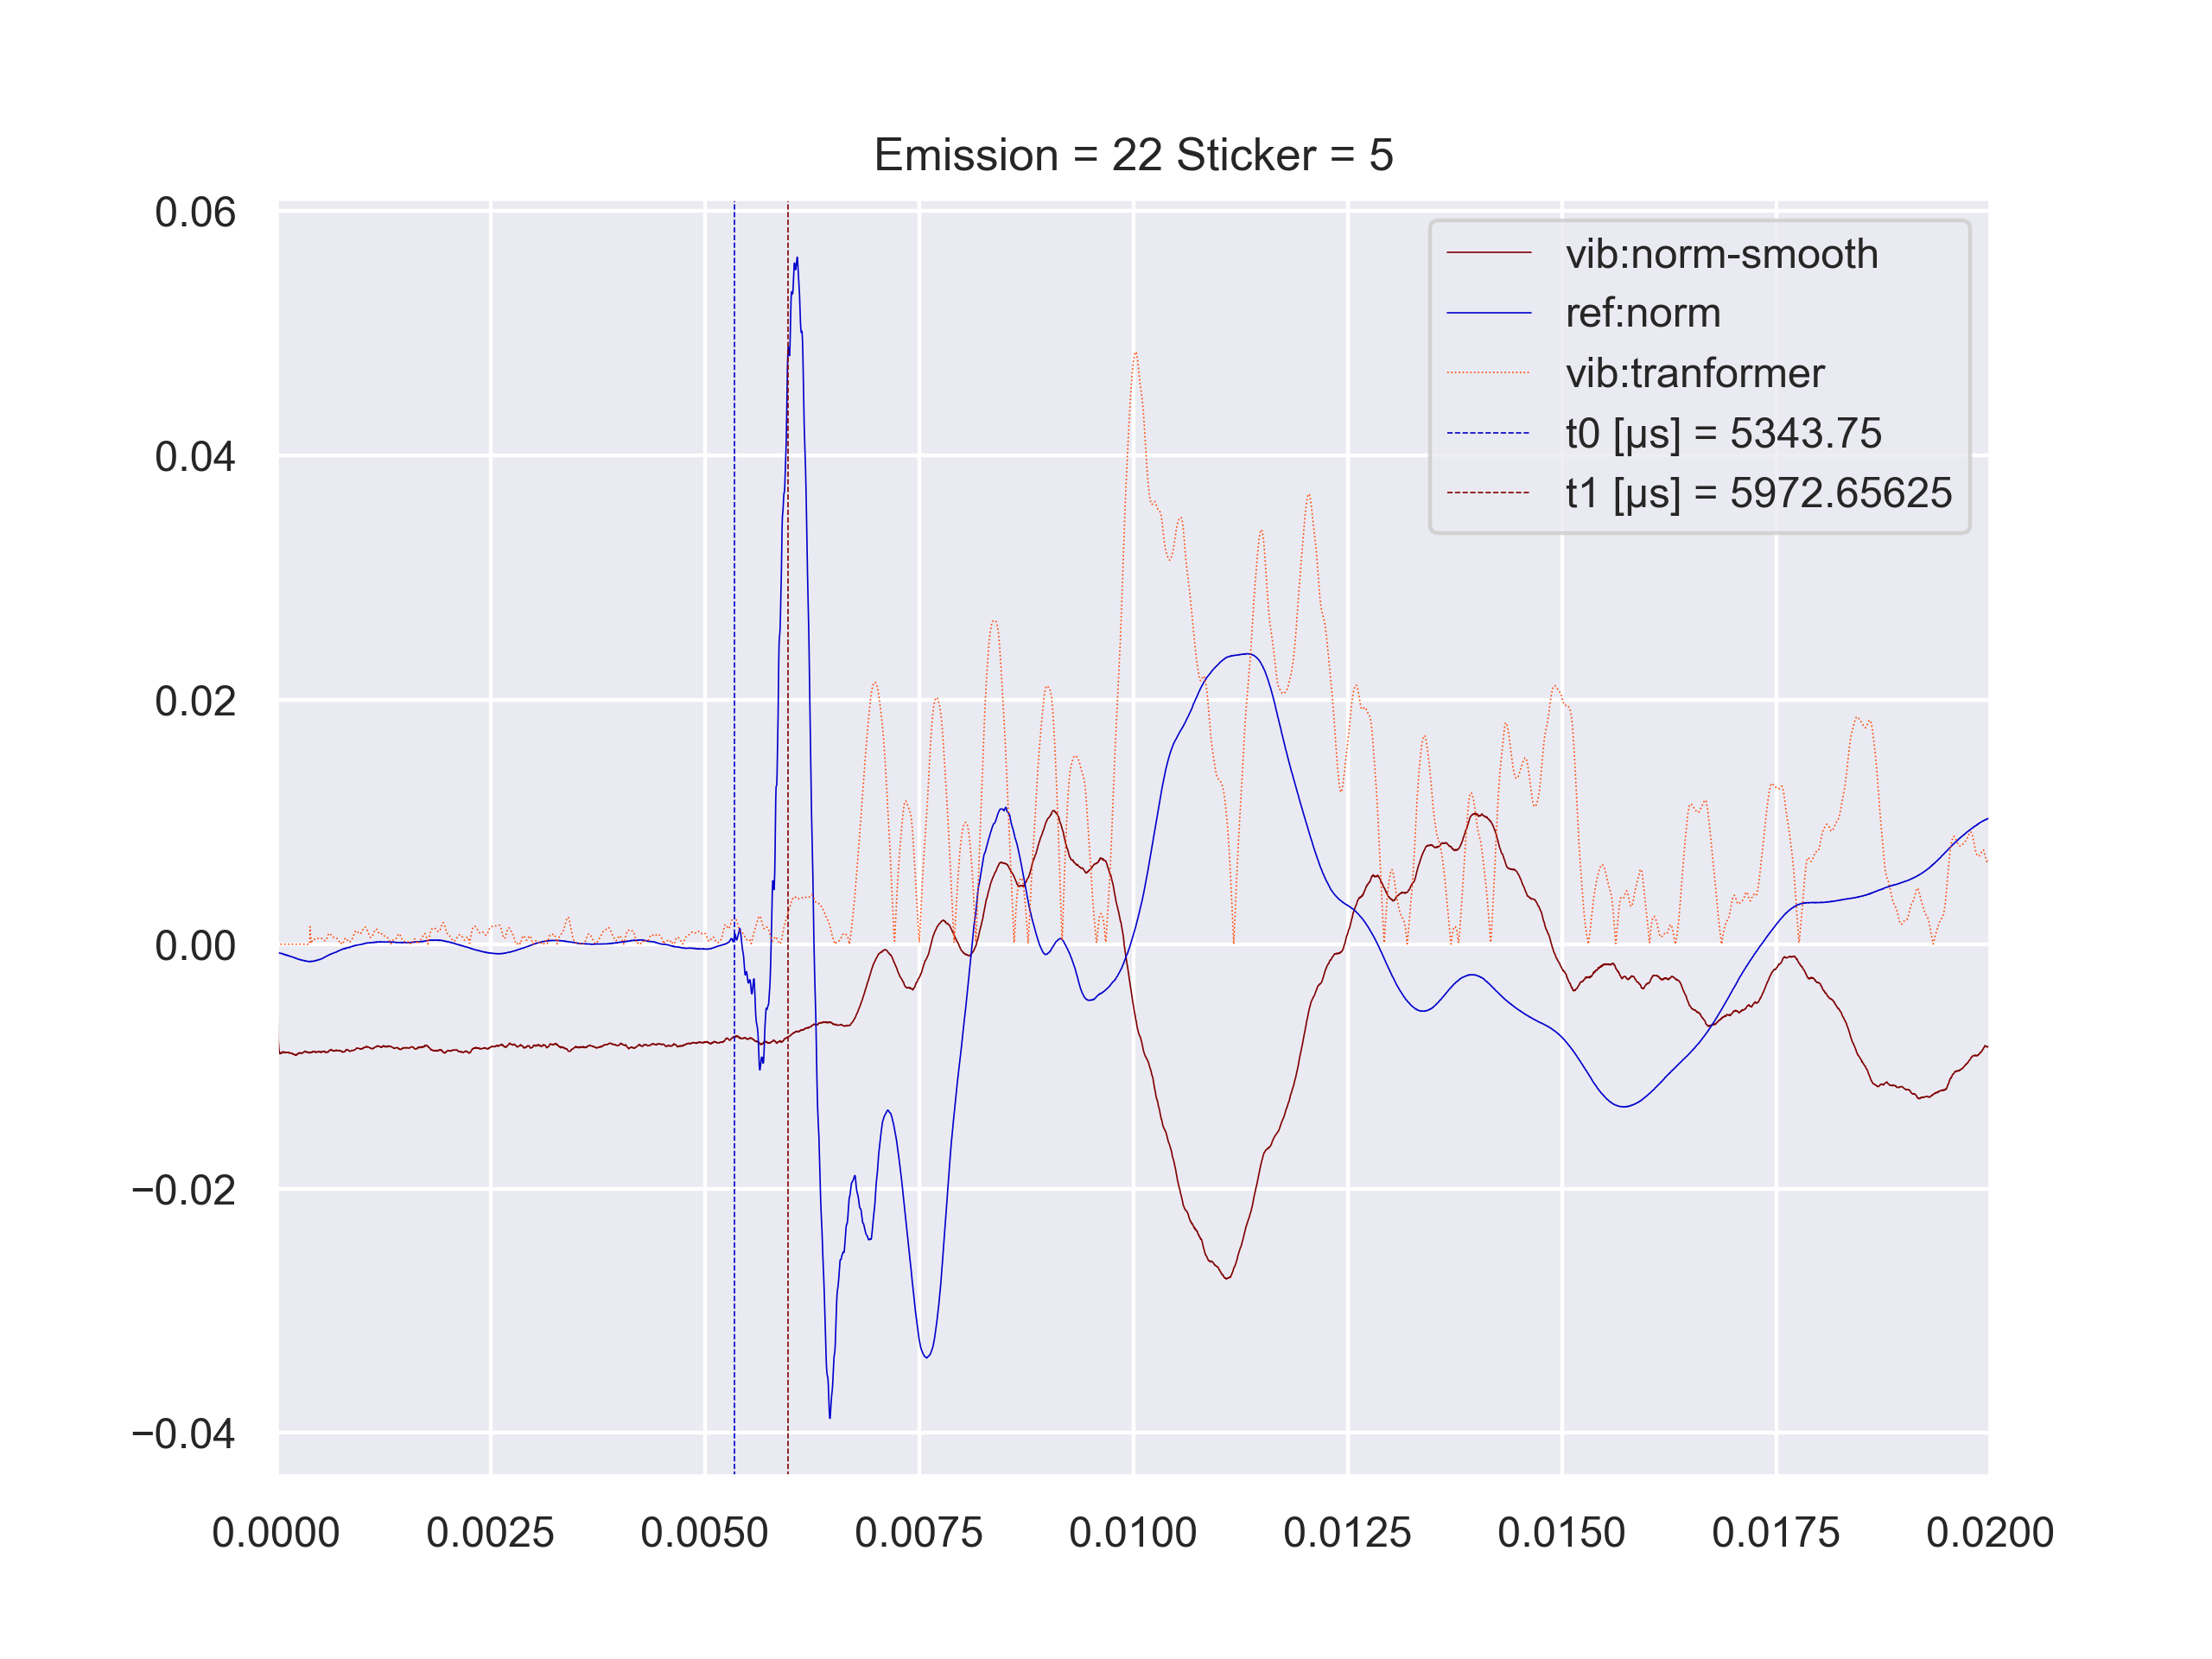 Emission = 22 Sticker = 5
0.06
0.04
0.02
0.00
−0.02
−0.04
vib:norm-smooth
ref:norm
vib:tranformer
t0 [µs] = 5343.75
t1 [µs] = 5972.65625
0.0000 0.0025 0.0050 0.0075 0.0100 0.0125 0.0150 0.0175 0.0200